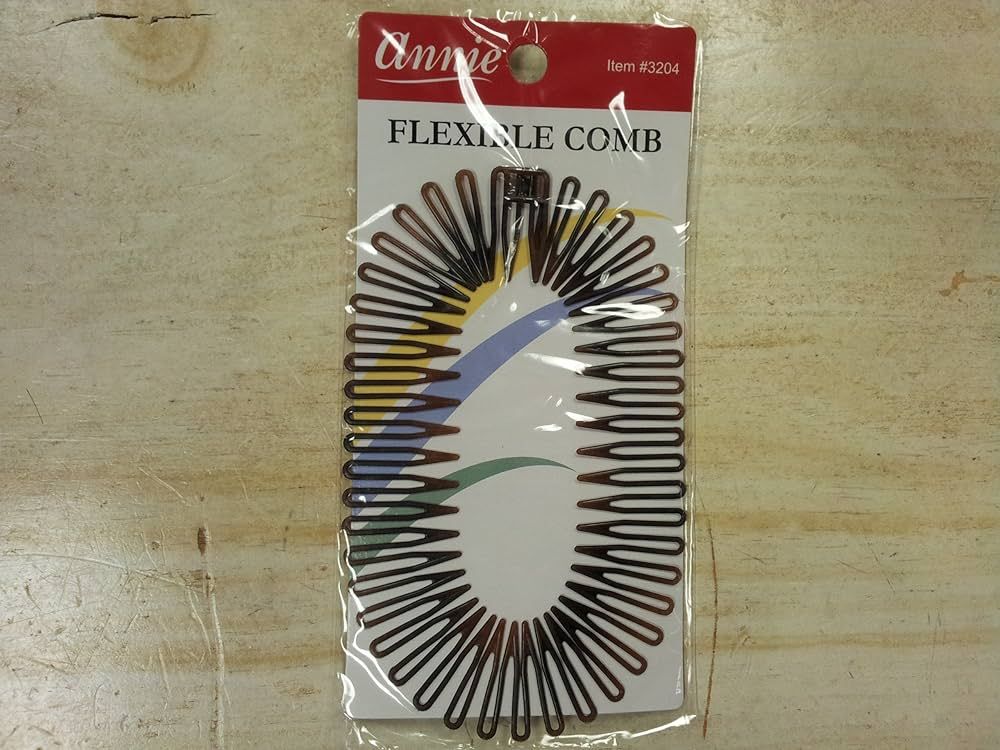 annie
Item #3204
FLEXIBLE COMB